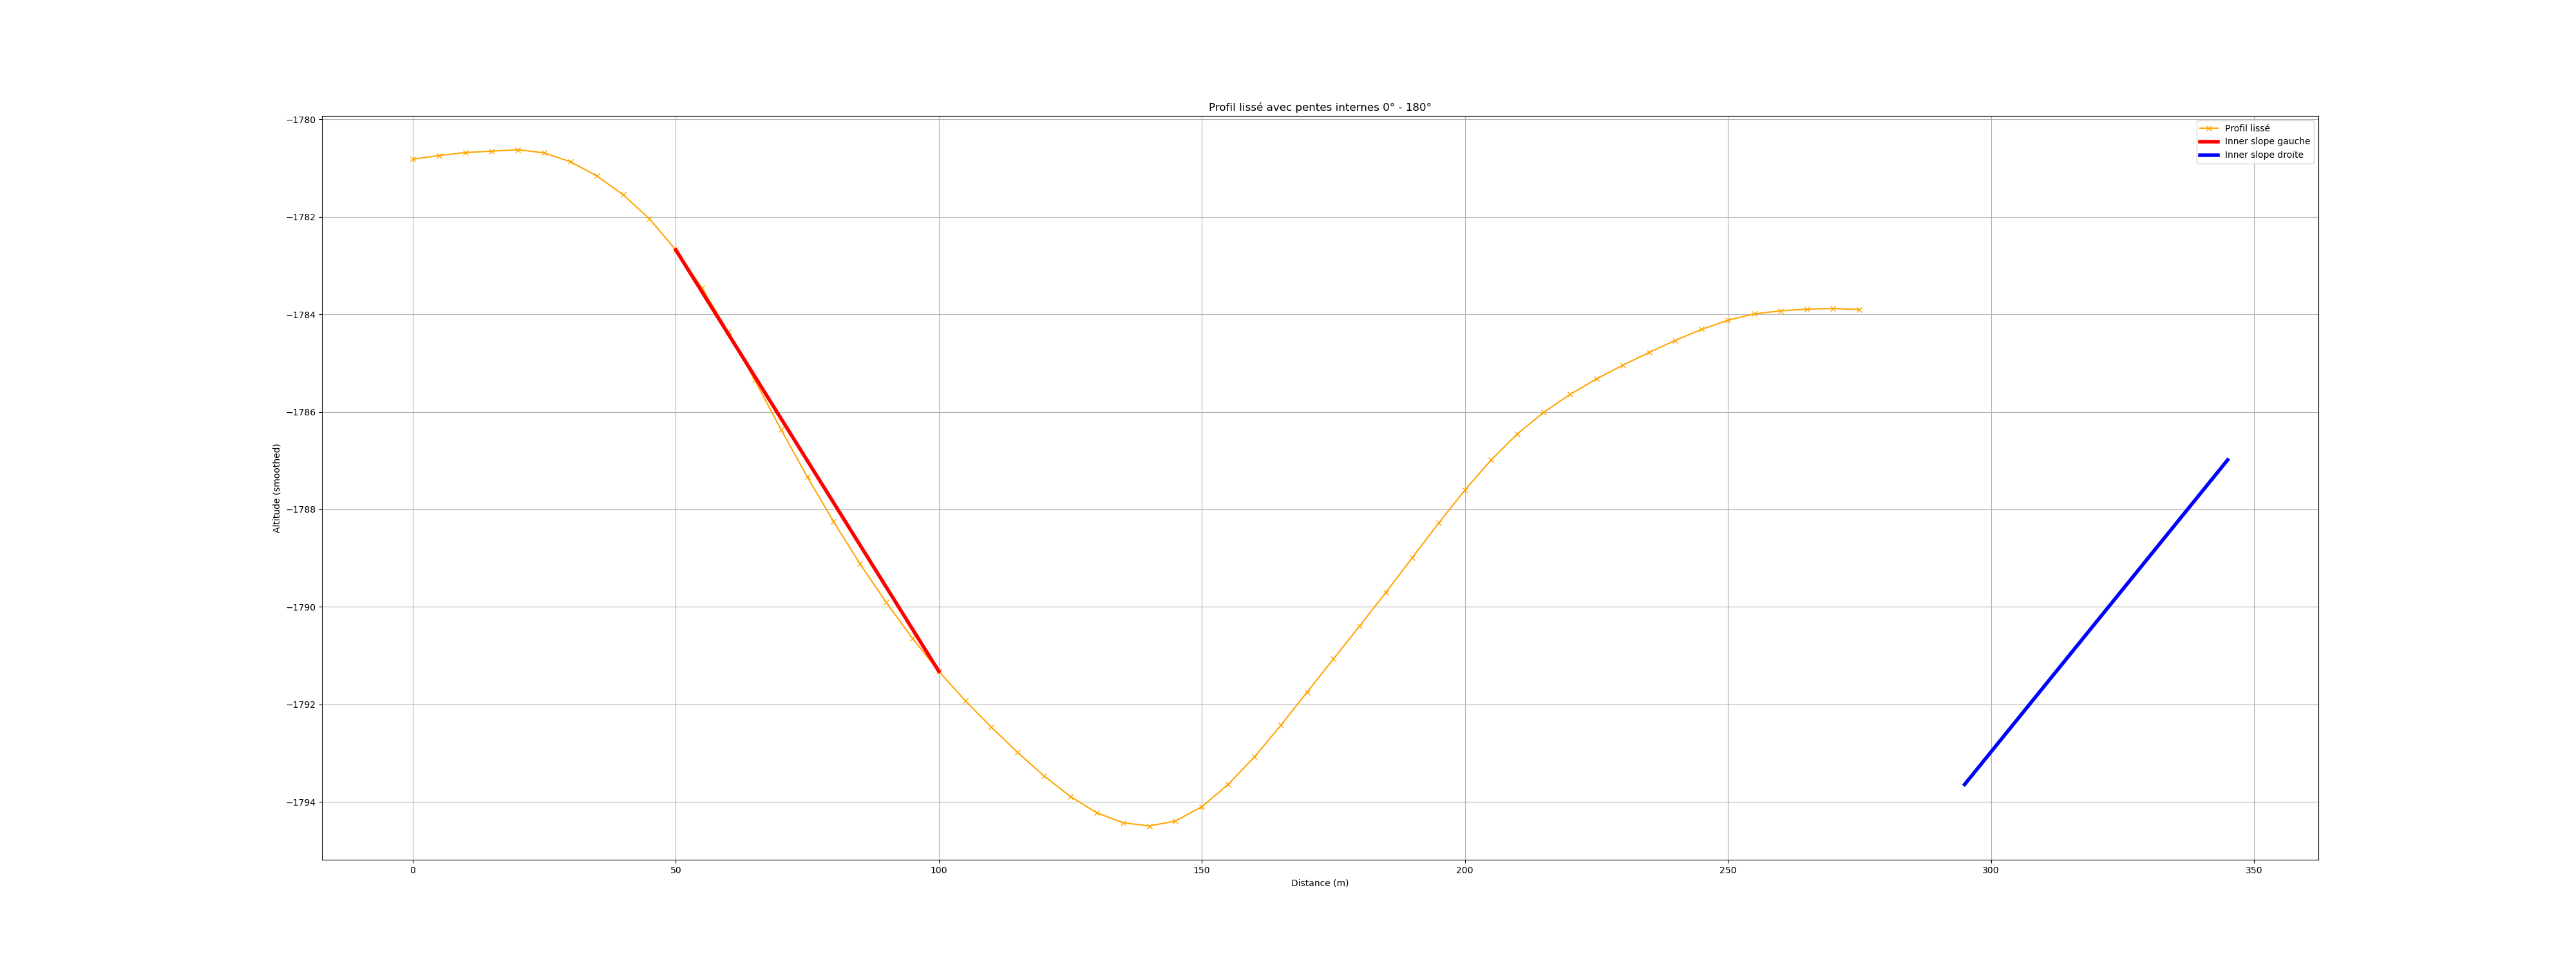 Profil lissé avec pentes internes 0° - 180°
Profil lissé
Inner slope gauche
Inner slope droite
Altitude (smoothed)
−1780
−1782
−1784
−1786
−1788
−1790
−1792
−1794
0
50
100
150
200
250
300
350
Distance (m)